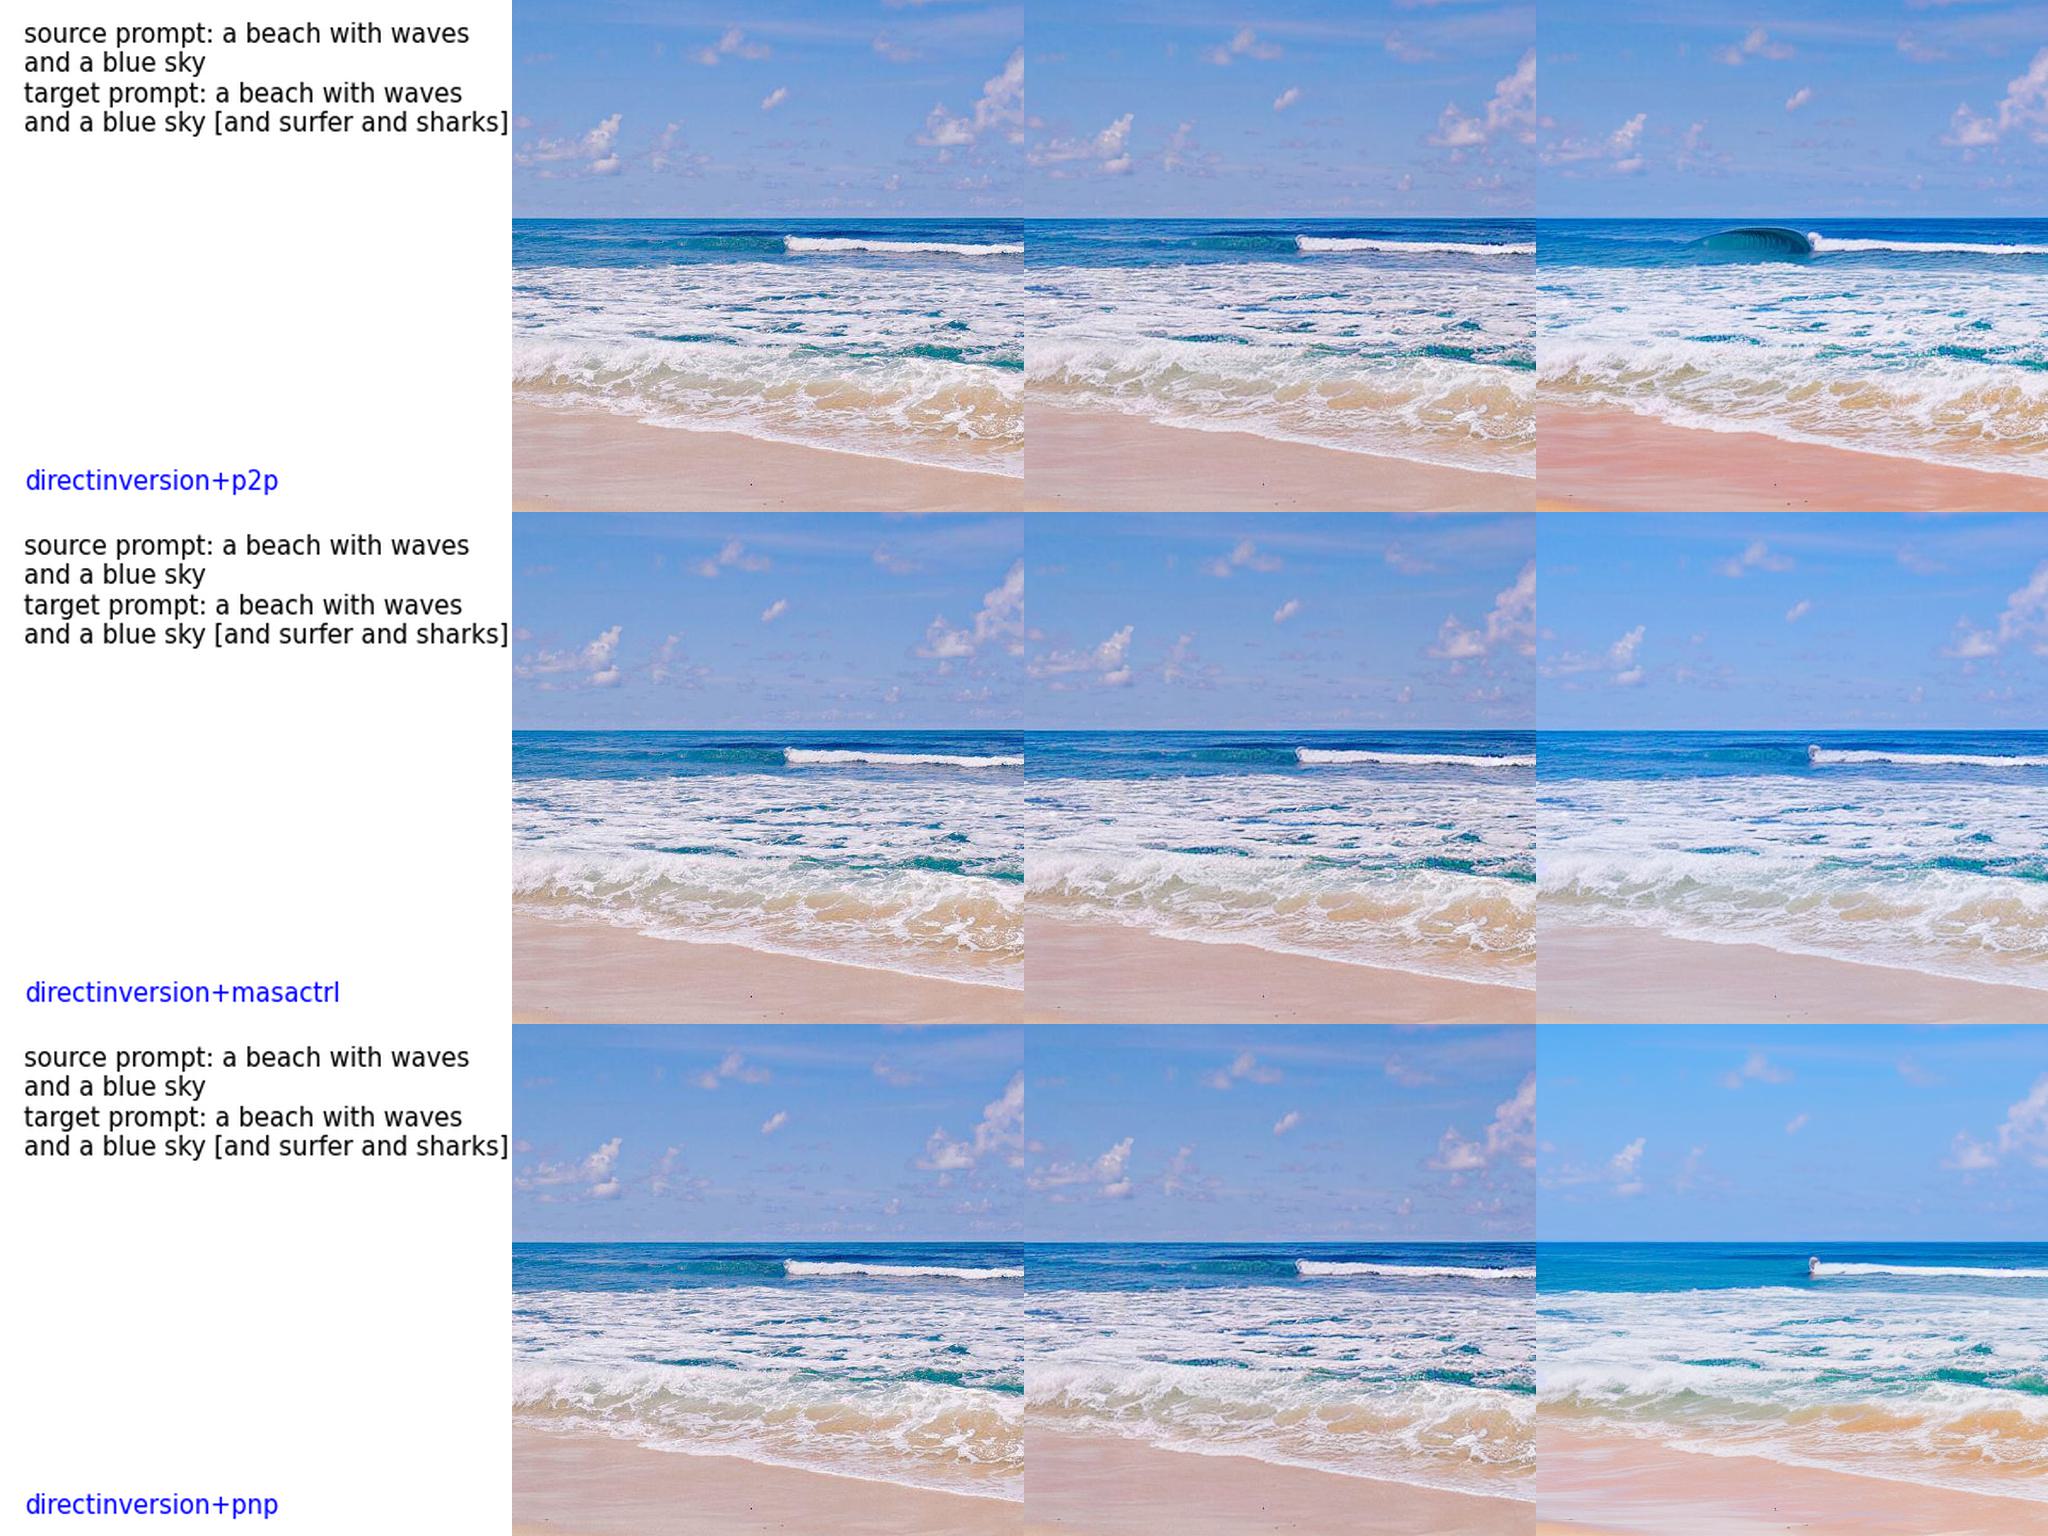 source prompt: a beach with waves
and a blue sky
target prompt: a beach with waves
and a blue sky [and surfer and sharks]
directinversion+p2p
source prompt: a beach with waves
and a blue sky
target prompt: a beach with waves
and a blue sky [and surfer and sharks]
directinversion+masactrl
source prompt: a beach with waves
and a blue sky
target prompt: a beach with waves
and a blue sky [and surfer and sharks]
directinversion+pnp